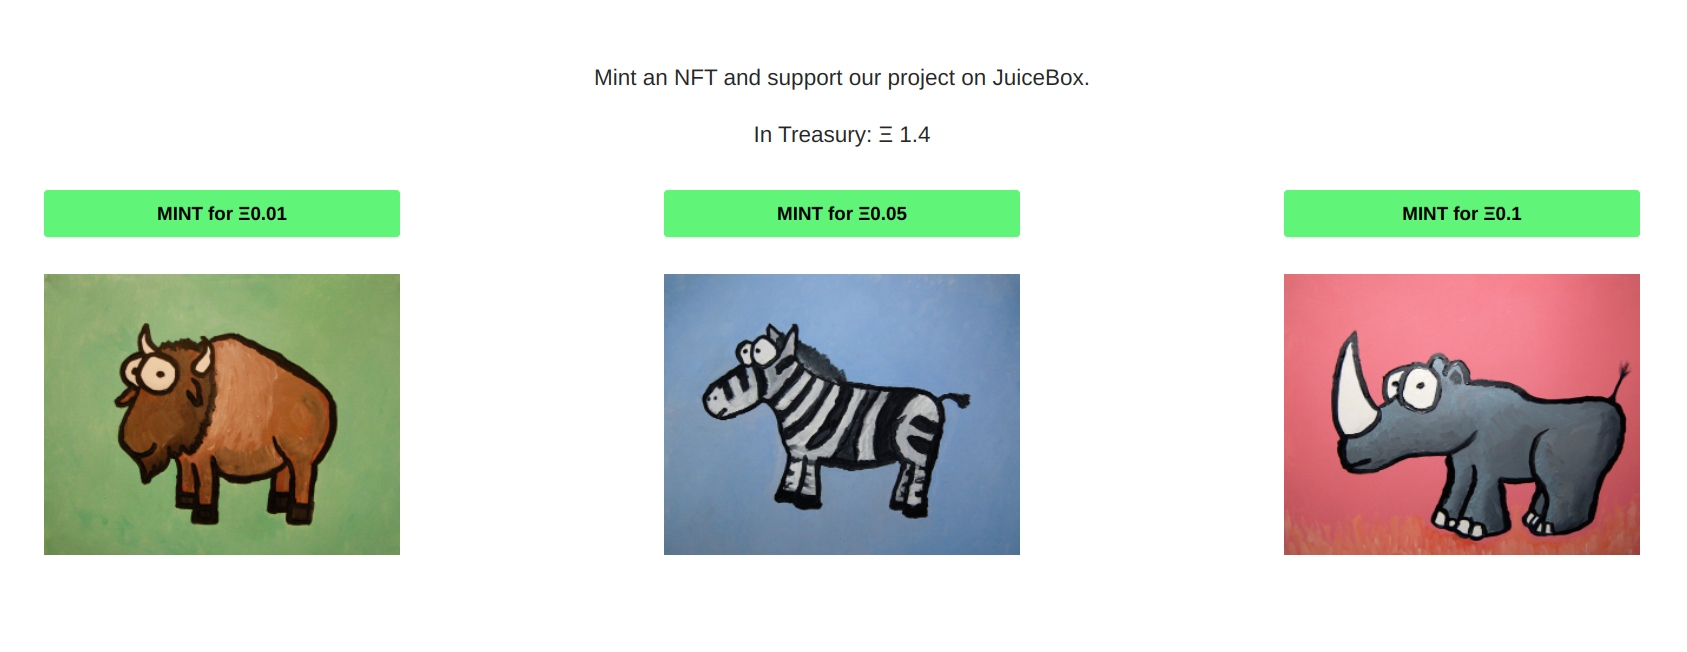 Mint an NFT and support our project on JuiceBox.
In Treasury: Ξ 1.4
MINT for Ξ0.01
MINT for Ξ0.05
MINT for Ξ0.1